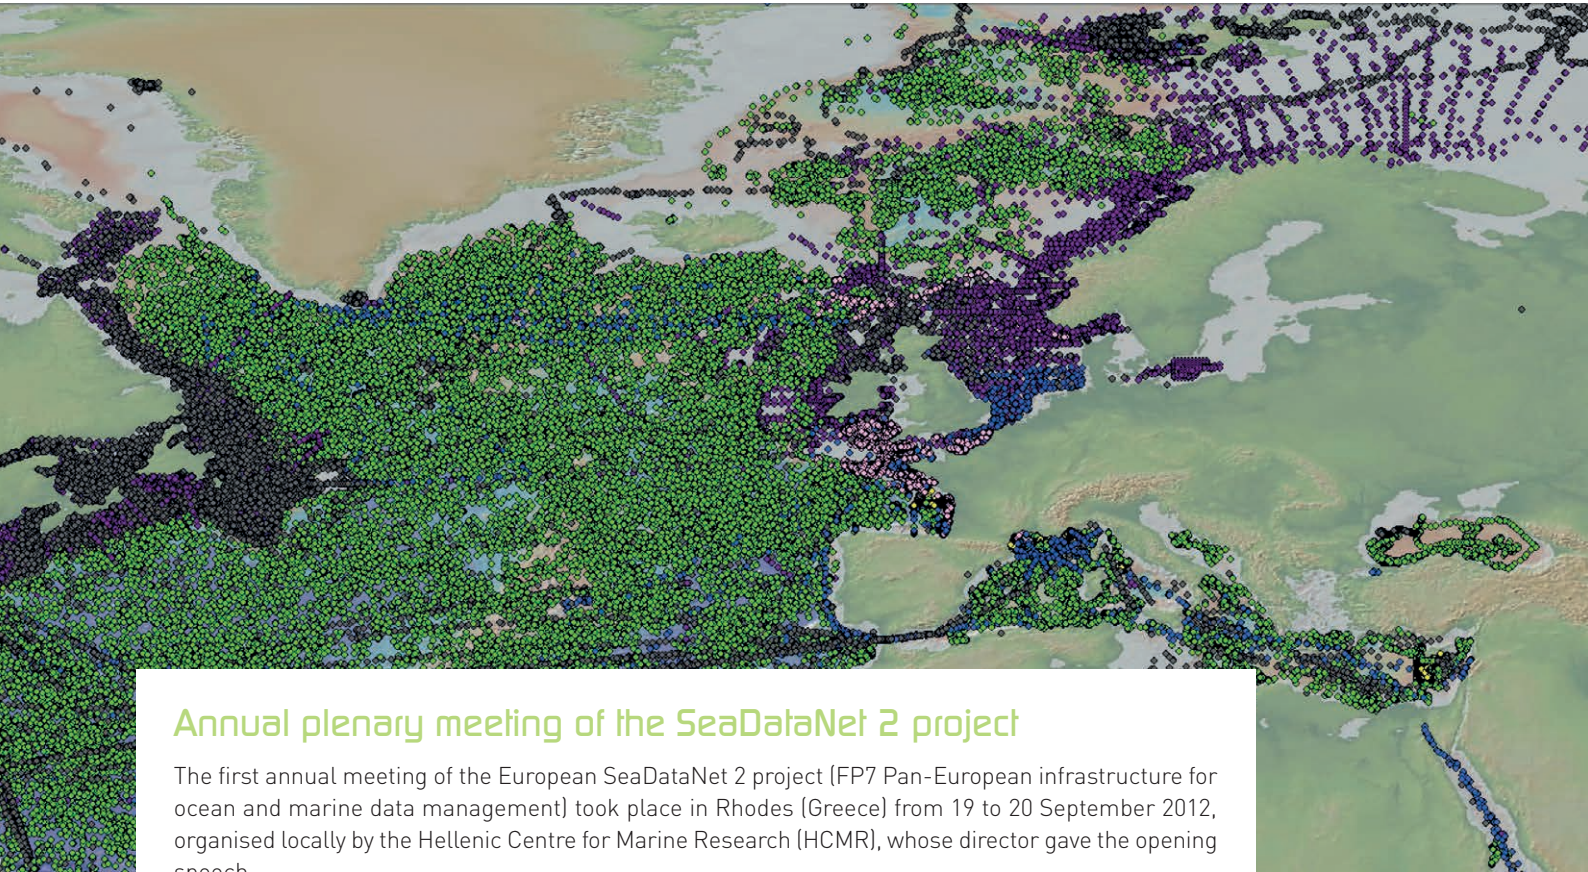 Annual plenary meeting of the SeaDataNet 2 project
The first annual meeting of the European SeaDataNet 2 project (FP7 Pan-European infrastructure for
ocean and marine data management) took place in Rhodes (Greece) from 19 to 20 September 2012,
organised locally by the Hellenic Centre for Marine Research (HCMR), whose director gave the opening
speech